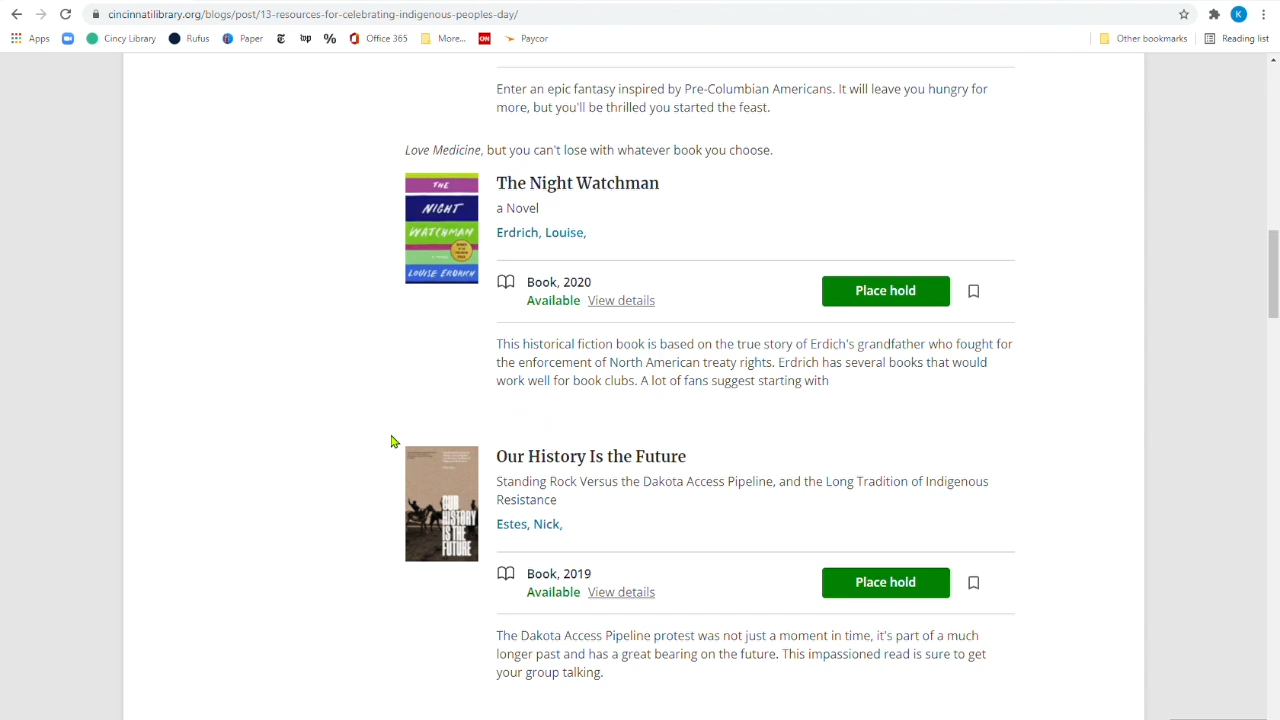 cincinnatilibrary.org/blogs/post/13-resources-for-celebrating-indigenous-peoples-day/
K
Apps
Cincy Library
Rufus
Paper
Office 365
More...
CNN
Paycor
Other bookmarks
Reading list
Enter an epic fantasy inspired by Pre-Columbian Americans. It will leave you hungry for
more, but you'll be thrilled you started the feast.
Love Medicine, but you can't lose with whatever book you choose.
THE
NIGHT
WATCHMAN
LOUISE ERDRICH
The Night Watchman
a Novel
Erdrich, Louise,
Book, 2020
Available View details
Place hold
This historical fiction book is based on the true story of Erdich's grandfather who fought for
the enforcement of North American treaty rights. Erdrich has several books that would
work well for book clubs. A lot of fans suggest starting with
OUR
HISTORY
IS THE
FUTURE
Our History Is the Future
Standing Rock Versus the Dakota Access Pipeline, and the Long Tradition of Indigenous
Resistance
Estes, Nick,
Book, 2019
Available View details
Place hold
The Dakota Access Pipeline protest was not just a moment in time, it's part of a much
longer past and has a great bearing on the future. This impassioned read is sure to get
your group talking.